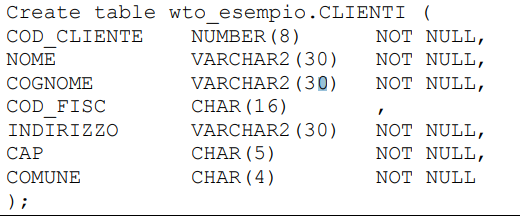 Create table wto_esempio.CLIENTI (
COD_CLIENTE NUMBER(8) NOT NULL,
NOME VARCHAR2(30) NOT NULL,
COGNOME VARCHAR2(30) NOT NULL,
COD_FISC CHAR(16) ,
INDIRIZZO VARCHAR2(30) NOT NULL,
CAP CHAR(5) NOT NULL,
COMUNE CHAR(4) NOT NULL
);